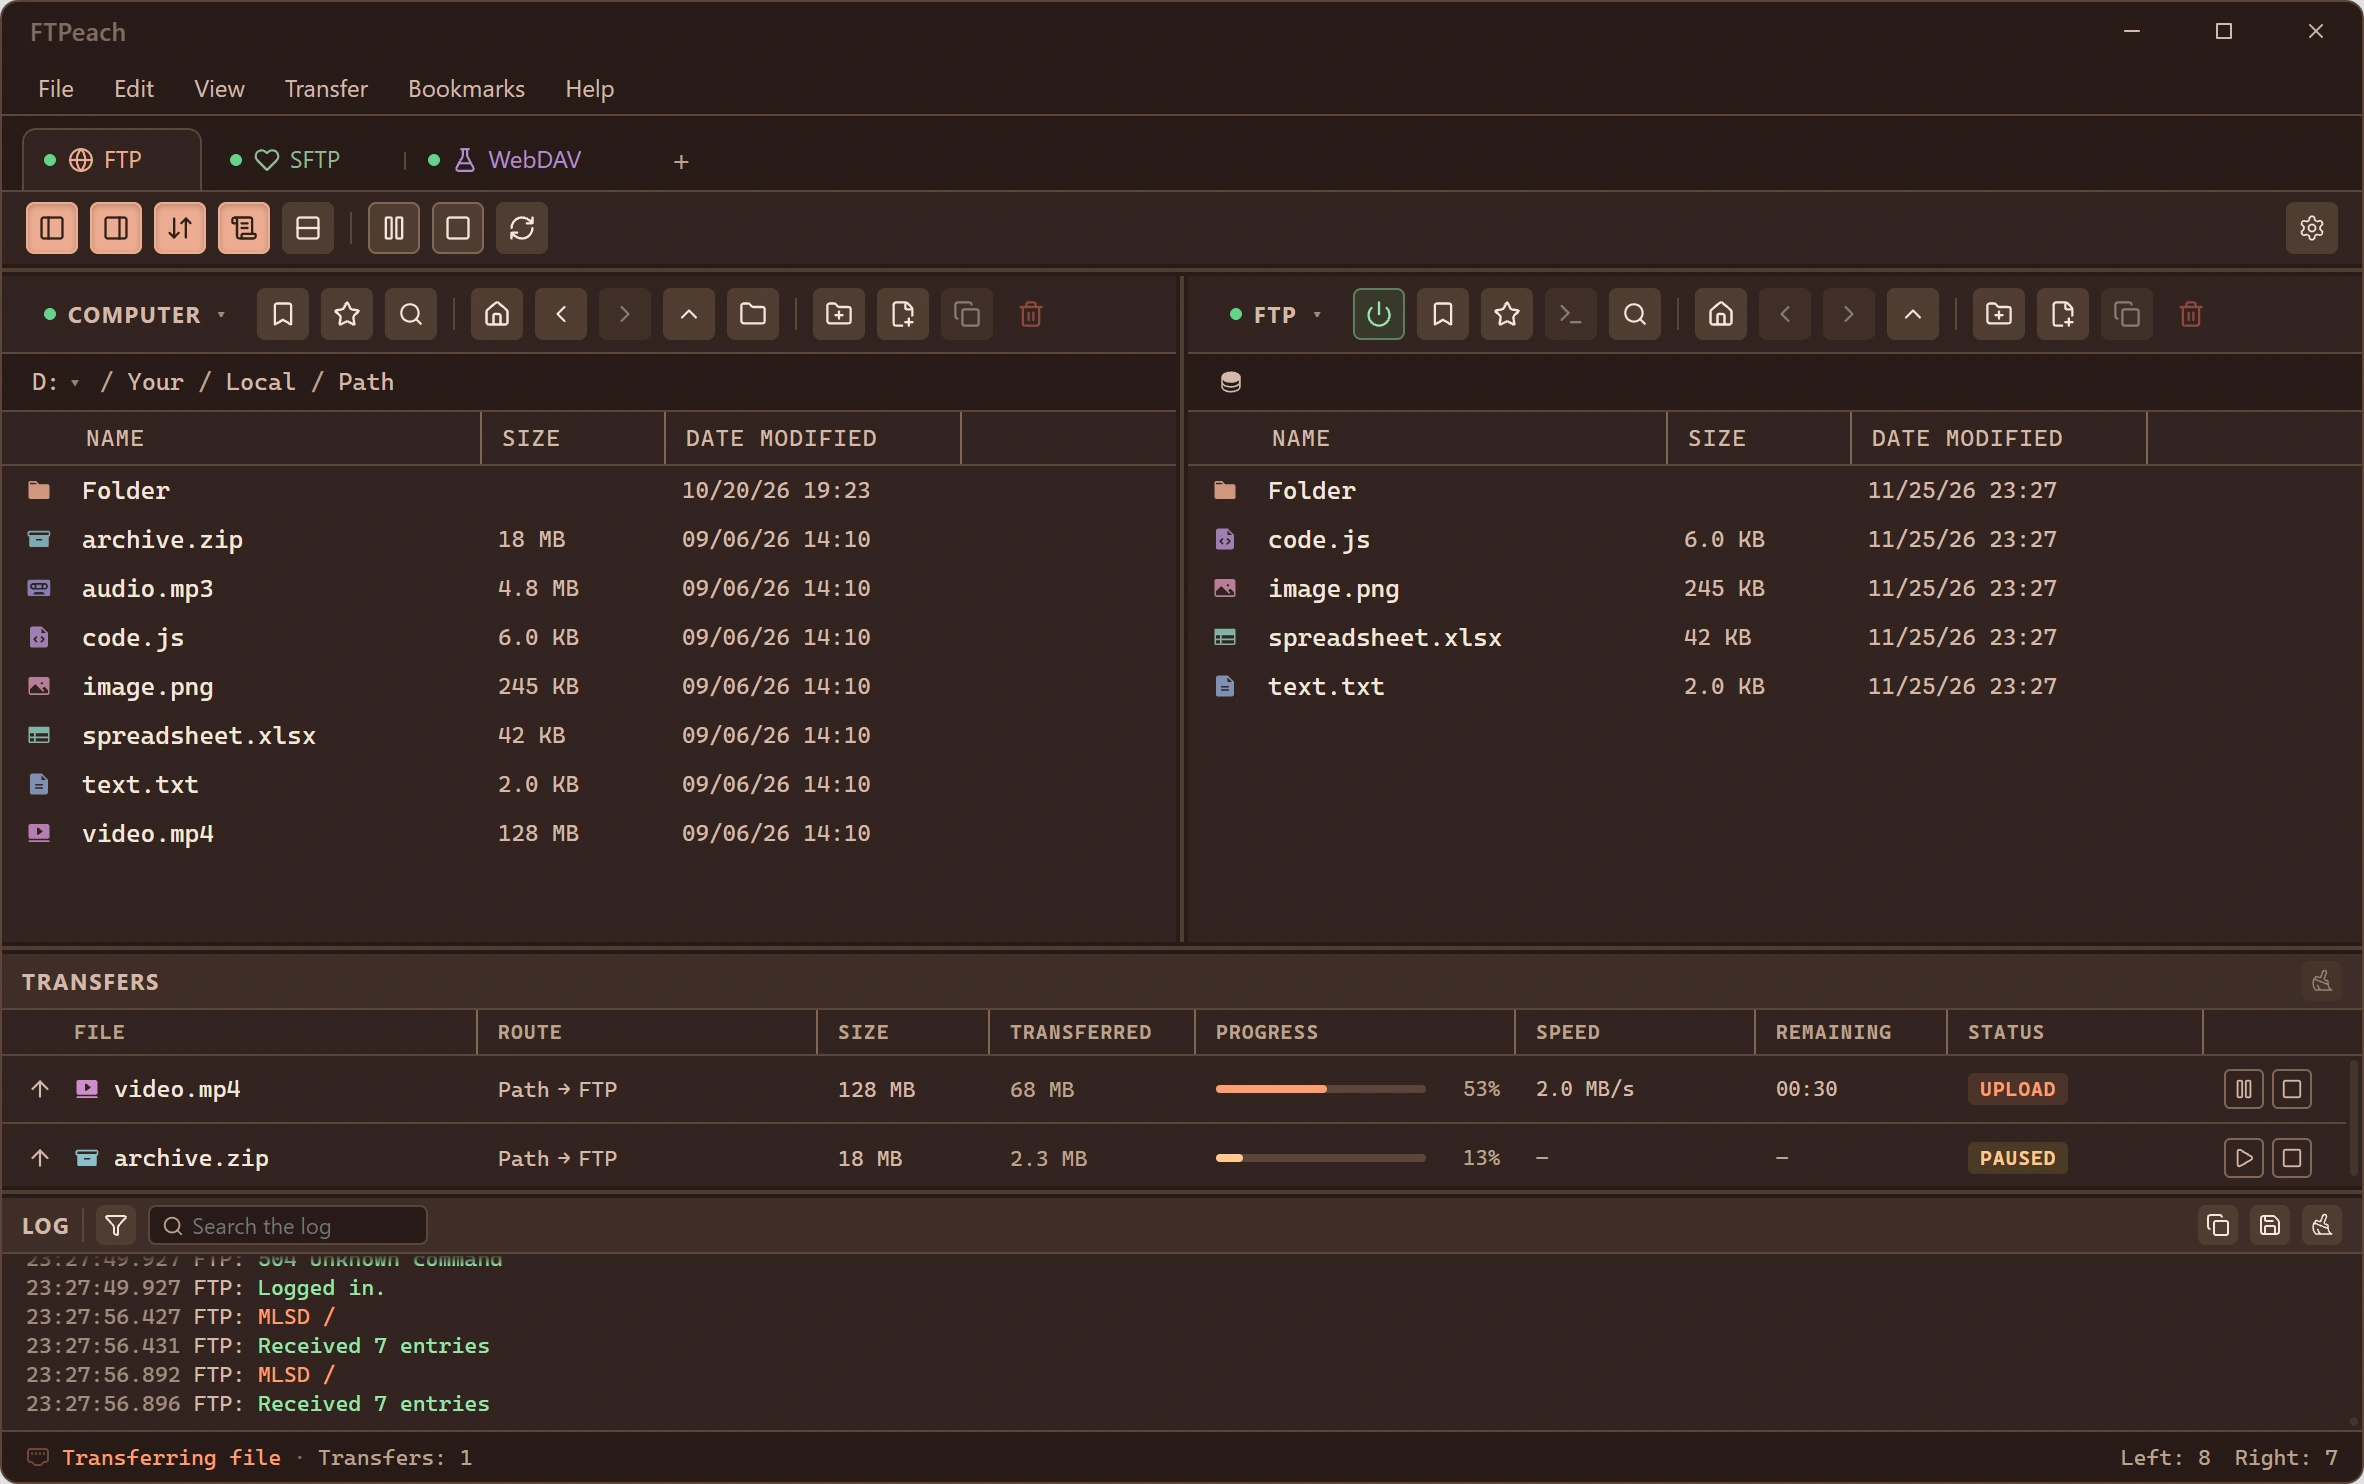 FTPeach
File Edit View Transfer Bookmarks Help
FTP SFTP WebDAV +
COMPUTER
FTP
D: / Your / Local / Path
NAME SIZE DATE MODIFIED
Folder 10/20/26 19:23
archive.zip 18 MB 09/06/26 14:10
audio.mp3 4.8 MB 09/06/26 14:10
code.js 6.0 KB 09/06/26 14:10
image.png 245 KB 09/06/26 14:10
spreadsheet.xlsx 42 KB 09/06/26 14:10
text.txt 2.0 KB 09/06/26 14:10
video.mp4 128 MB 09/06/26 14:10
NAME SIZE DATE MODIFIED
Folder 11/25/26 23:27
code.js 6.0 KB 11/25/26 23:27
image.png 245 KB 11/25/26 23:27
spreadsheet.xlsx 42 KB 11/25/26 23:27
text.txt 2.0 KB 11/25/26 23:27
TRANSFERS
FILE ROUTE SIZE TRANSFERRED PROGRESS SPEED REMAINING STATUS
video.mp4 Path → FTP 128 MB 68 MB 53% 2.0 MB/s 00:30 UPLOAD
archive.zip Path → FTP 18 MB 2.3 MB 13% — — PAUSED
LOG Search the log
23:27:49.927 FTP: 504 Unknown command
23:27:49.927 FTP: Logged in.
23:27:56.427 FTP: MLSD /
23:27:56.431 FTP: Received 7 entries
23:27:56.892 FTP: MLSD /
23:27:56.896 FTP: Received 7 entries
Transferring file · Transfers: 1 Left: 8 Right: 7